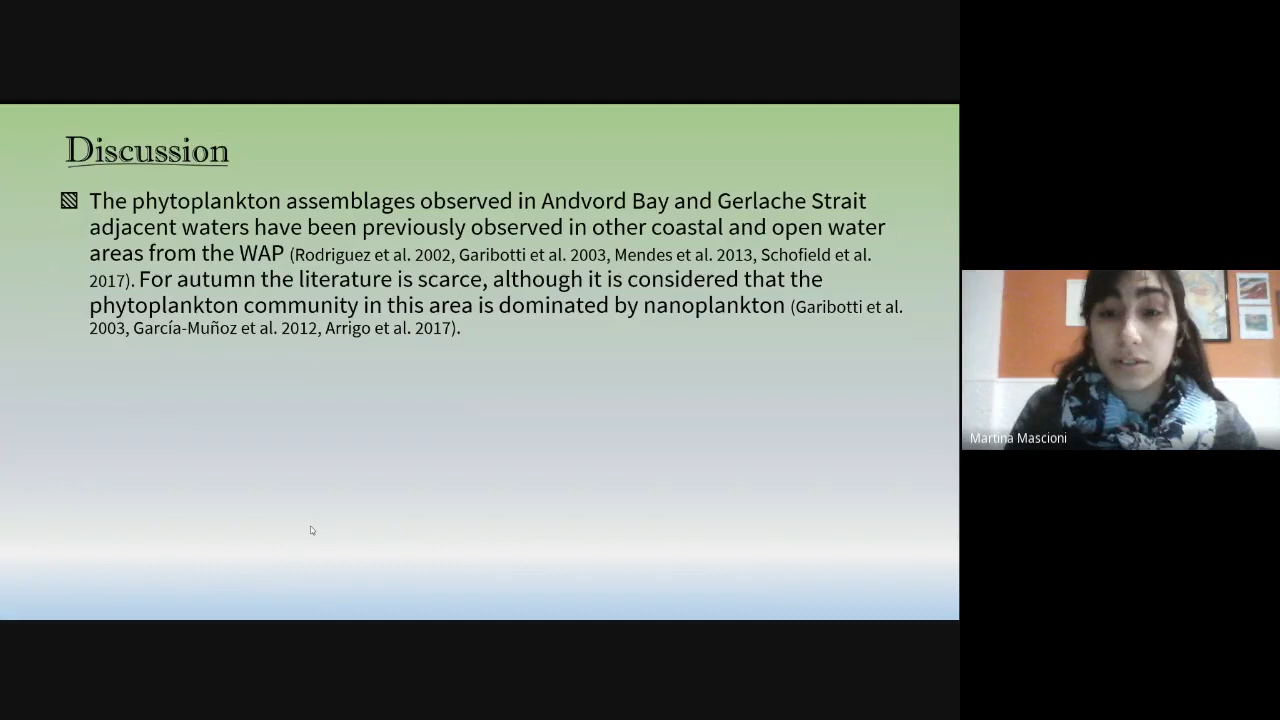 Discussion
The phytoplankton assemblages observed in Andvord Bay and Gerlache Strait
adjacent waters have been previously observed in other coastal and open water
areas from the WAP (Rodriguez et al. 2002, Garibotti et al. 2003, Mendes et al. 2013, Schofield et al.
2017). For autumn the literature is scarce, although it is considered that the
phytoplankton community in this area is dominated by nanoplankton (Garibotti et al.
2003, García-Muñoz et al. 2012, Arrigo et al. 2017).
Martina Mascioni